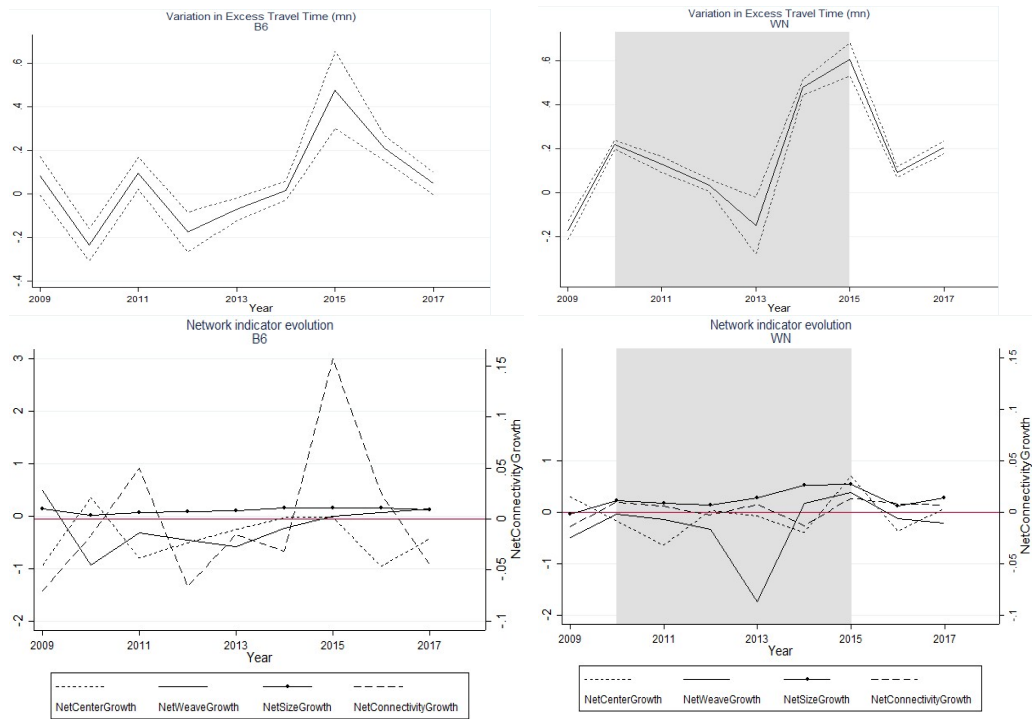 Variation in Excess Travel Time (mn)
B6
.6
.4
.2
0
-.2
-.4
2009 2011 2013 2015 2017
Year
Variation in Excess Travel Time (mn)
WN
.6
.4
.2
0
-.2
2009 2011 2013 2015 2017
Year
Network indicator evolution
B6
3
2
1
0
-1
-2
.15
.1
.05
0
-.05
-.1
NetConnectivityGrowth
2009 2011 2013 2015 2017
Year
NetCenterGrowth NetWeaveGrowth NetSizeGrowth NetConnectivityGrowth
Network indicator evolution
WN
1
0
-1
-2
.15
.1
.05
0
-.05
-.1
NetConnectivityGrowth
2009 2011 2013 2015 2017
Year
NetCenterGrowth NetWeaveGrowth NetSizeGrowth NetConnectivityGrowth